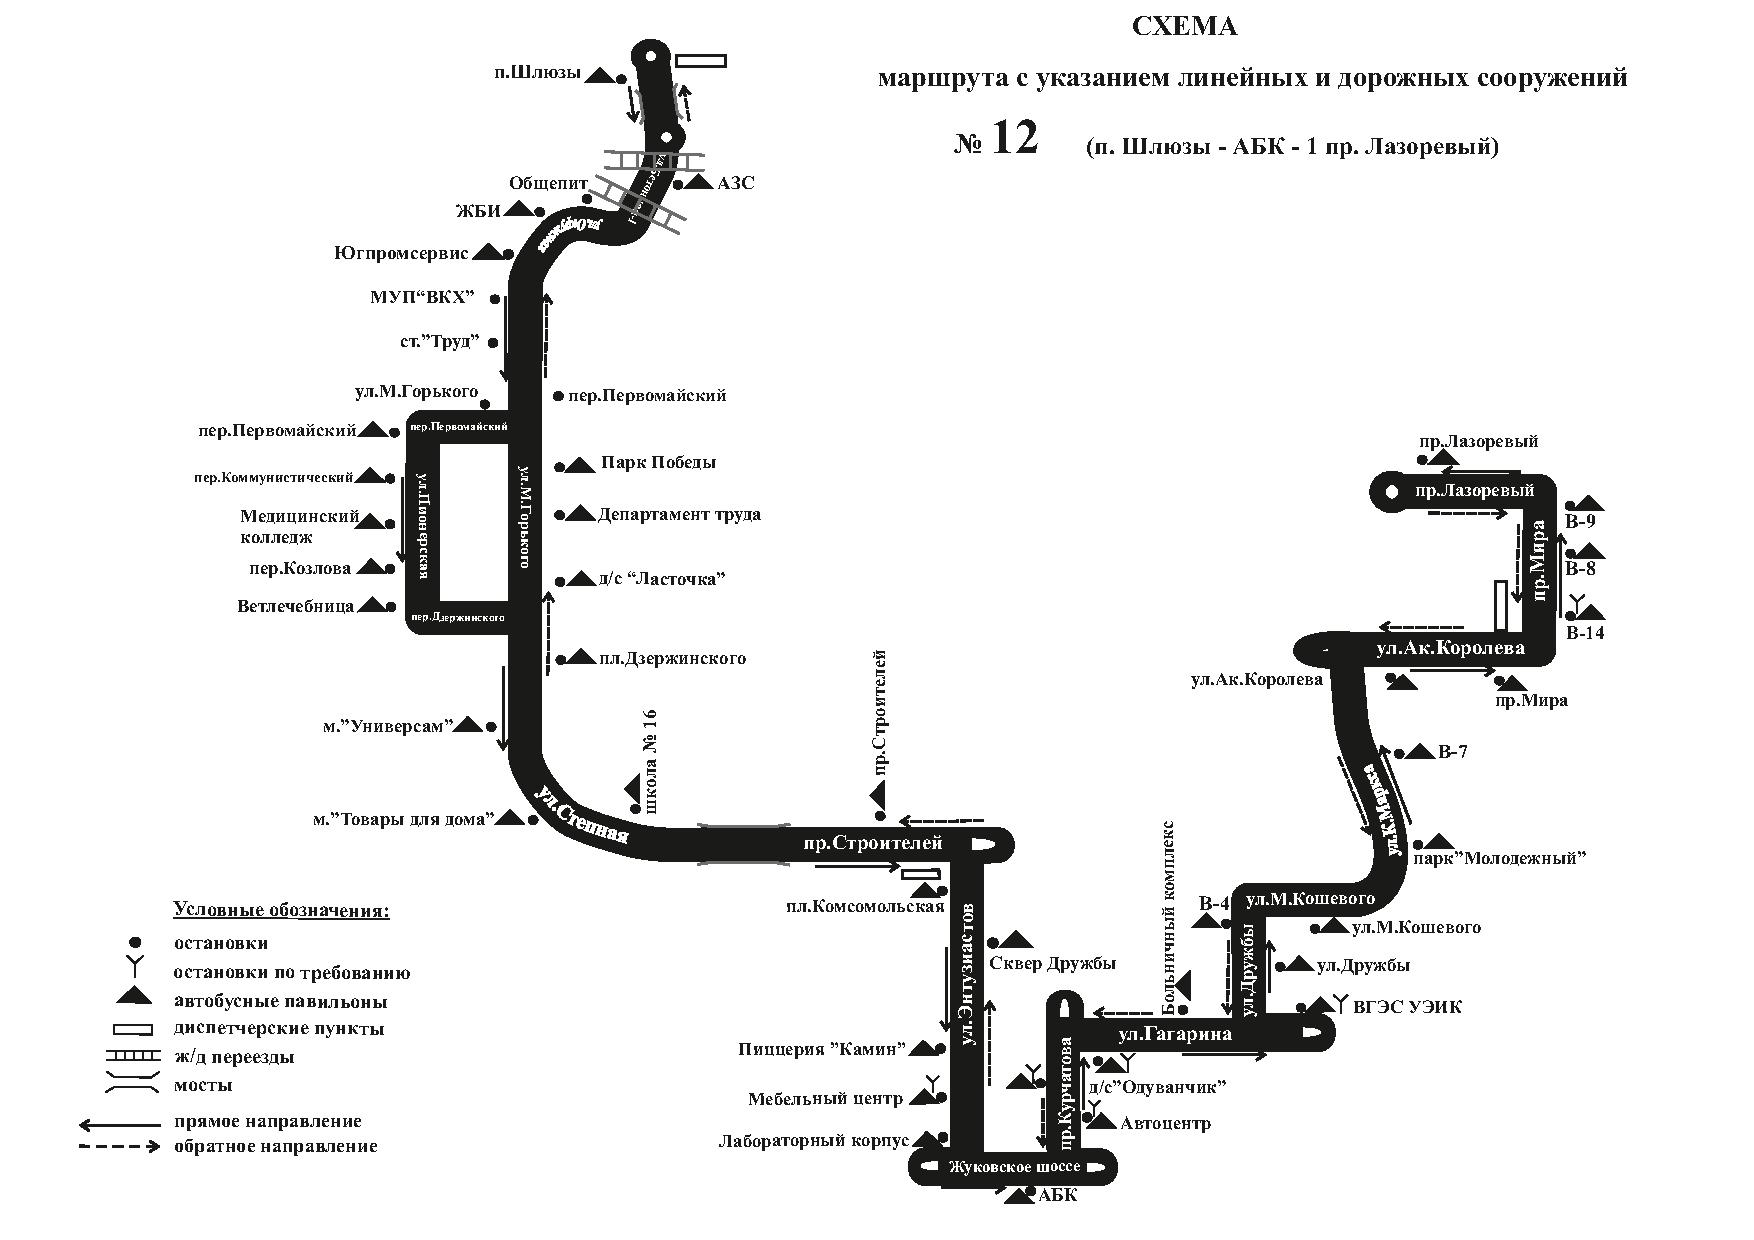 СХЕМА
маршрута с указанием линейных и дорожных сооружений
№ 12 (п. Шлюзы - АБК - 1 пр. Лазоревый)
п.Шлюзы
АЗС
Общепит
ЖБИ
Югпромсервис
МУП“ВКХ”
ст.”Труд”
ул.М.Горького
пер.Первомайский
пер.Первомайский
пер.Первомайский
пер.Коммунистический
Медицинский
колледж
пер.Козлова
Ветлечебница
пер.Дзержинского
ул.Пионерская
ул.М.Горького
Парк Победы
Департамент труда
д/с “Ласточка”
пл.Дзержинского
м.”Универсам”
м.”Товары для дома”
ул.Степная
школа № 16
пр.Строителей
пр.Строителей
пл.Комсомольская
ул.Энтузиастов
Сквер Дружбы
Пиццерия ”Камин”
Мебельный центр
Лабораторный корпус
Жуковское шоссе
АБК
пр.Курчатова
Автоцентр
д/с”Одуванчик”
ул.Гагарина
Больничный комплекс
В-4
ул.Дружбы
ВГЭС УЭИК
ул.Дружбы
ул.М.Кошевого
ул.М.Кошевого
парк”Молодежный”
ул.К.Маркса
В-7
ул.Ак.Королева
ул.Ак.Королева
пр.Мира
пр.Мира
В-14
В-8
В-9
пр.Лазоревый
пр.Лазоревый
Условные обозначения:
остановки
остановки по требованию
автобусные павильоны
диспетчерские пункты
ж/д переезды
мосты
прямое направление
обратное направление